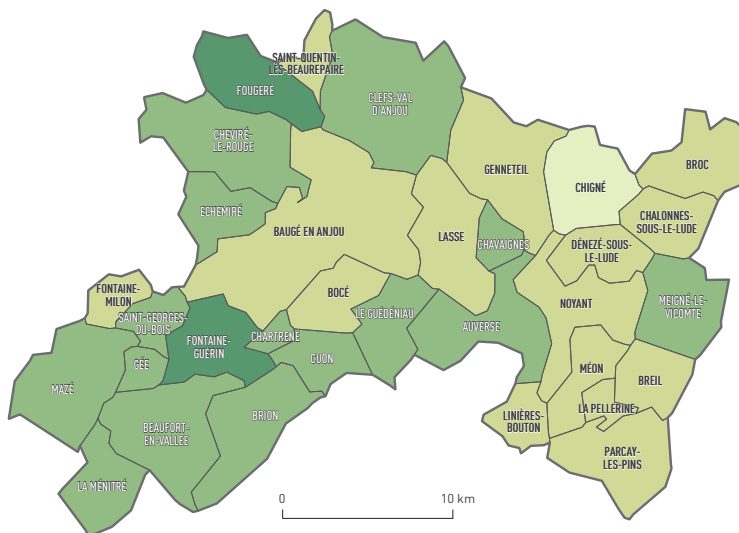 SAINT-QUENTIN-
LÈS-BEAUREPAIRE
FOUGERÉ
CLEFS-VAL
D'ANJOU
CHEVIRÉ-
LE-ROUGE
GENNETEIL
BROC
CHIGNÉ
ECHEMIRÉ
CHALONNES-
SOUS-LE-LUDE
BAUGÉ EN ANJOU
LASSE
CHAVAIGNES
DÉNEZÉ-SOUS-
LE-LUDE
FONTAINE-
MILON
BOCÉ
NOYANT
MEIGNÉ-LE-
VICOMTE
SAINT-GEORGES-
DU-BOIS
LE GUÉDÉNIAU
AUVERSE
FONTAINE-
GUÉRIN
CHARTRENÉ
GÉE
CUON
MÉON
BREIL
MAZÉ
LA PELLERINE
BRION
LINIÈRES-
BOUTON
BEAUFORT-
EN-VALLÉE
PARCAY-
LES-PINS
LA MÉNITRÉ
0
10 km